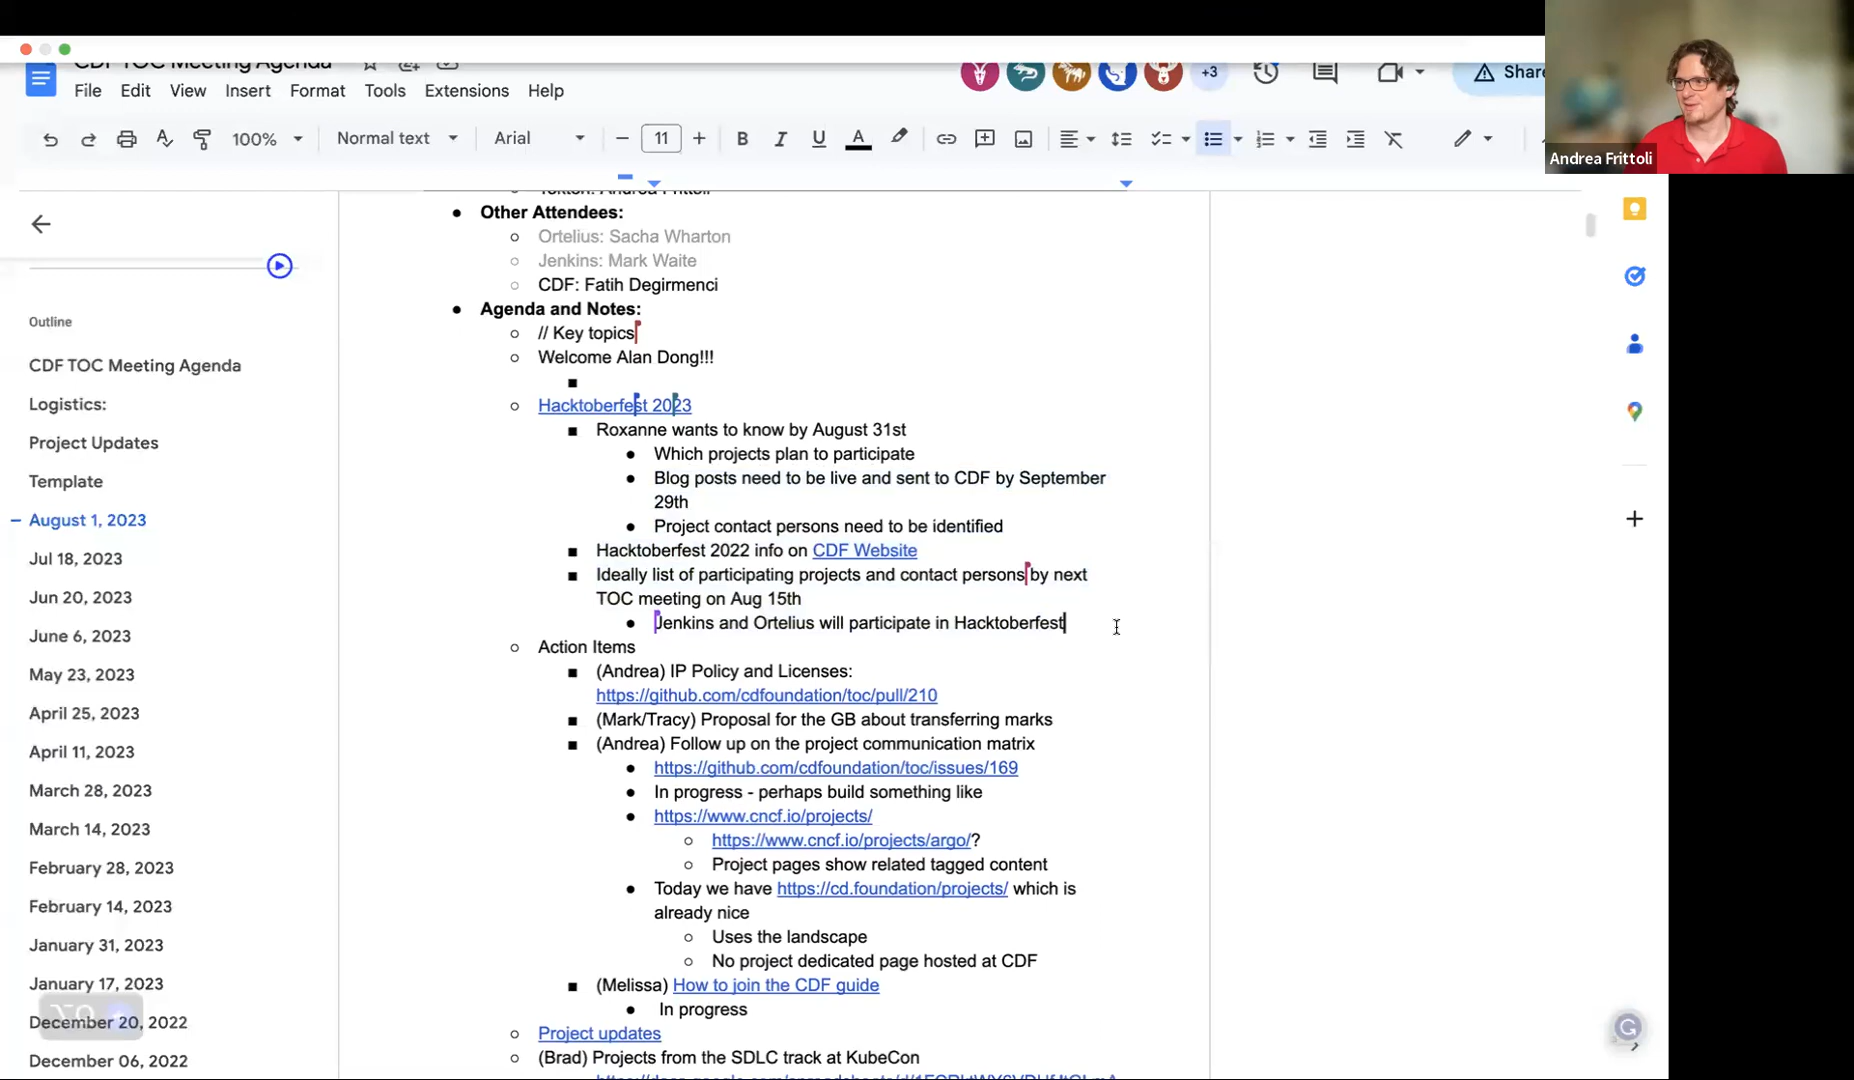 CDF TOC Meeting Agenda
File Edit View Insert Format Tools Extensions Help
+3
Share
Andrea Frittoli
100% Normal text Arial 11 B I U A
Outline
CDF TOC Meeting Agenda
Logistics:
Project Updates
Template
August 1, 2023
Jul 18, 2023
Jun 20, 2023
June 6, 2023
May 23, 2023
April 25, 2023
April 11, 2023
March 28, 2023
March 14, 2023
February 28, 2023
February 14, 2023
January 31, 2023
January 17, 2023
December 20, 2022
December 06, 2022
Tekton: Andrea Frittoli
Other Attendees:
Ortelius: Sacha Wharton
Jenkins: Mark Waite
CDF: Fatih Degirmenci
Agenda and Notes:
// Key topics
Welcome Alan Dong!!!
Hacktoberfest 2023
Roxanne wants to know by August 31st
Which projects plan to participate
Blog posts need to be live and sent to CDF by September
29th
Project contact persons need to be identified
Hacktoberfest 2022 info on CDF Website
Ideally list of participating projects and contact persons by next
TOC meeting on Aug 15th
Jenkins and Ortelius will participate in Hacktoberfest
Action Items
(Andrea) IP Policy and Licenses:
https://github.com/cdfoundation/toc/pull/210
(Mark/Tracy) Proposal for the GB about transferring marks
(Andrea) Follow up on the project communication matrix
https://github.com/cdfoundation/toc/issues/169
In progress - perhaps build something like
https://www.cncf.io/projects/
https://www.cncf.io/projects/argo/?
Project pages show related tagged content
Today we have https://cd.foundation/projects/ which is
already nice
Uses the landscape
No project dedicated page hosted at CDF
(Melissa) How to join the CDF guide
In progress
Project updates
(Brad) Projects from the SDLC track at KubeCon